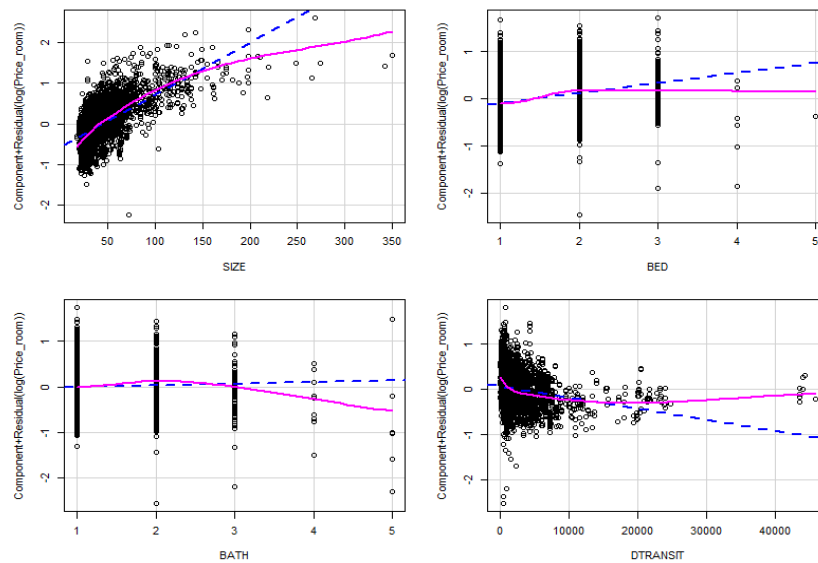 Component+Residual(log(Price_room))
2
1
0
-1
-2
50 100 150 200 250 300 350
SIZE
Component+Residual(log(Price_room))
1
0
-1
-2
1 2 3 4 5
BED
Component+Residual(log(Price_room))
1
0
-1
-2
1 2 3 4 5
BATH
Component+Residual(log(Price_room))
1
0
-1
-2
0 10000 20000 30000 40000
DTRANSIT